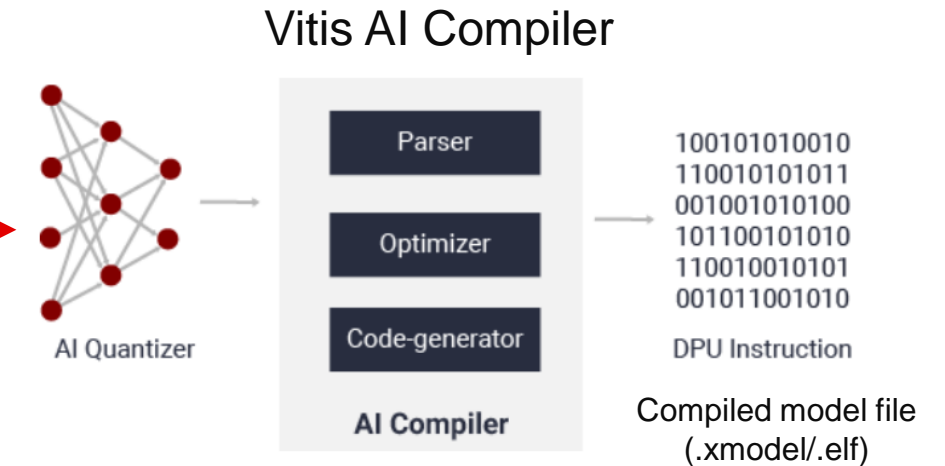 Vitis AI Compiler
AI Quantizer
Parser
Optimizer
Code-generator
AI Compiler
100101010010
110010101011
001001010100
101100101010
110010010101
001011001010
DPU Instruction
Compiled model file
(.xmodel/.elf)